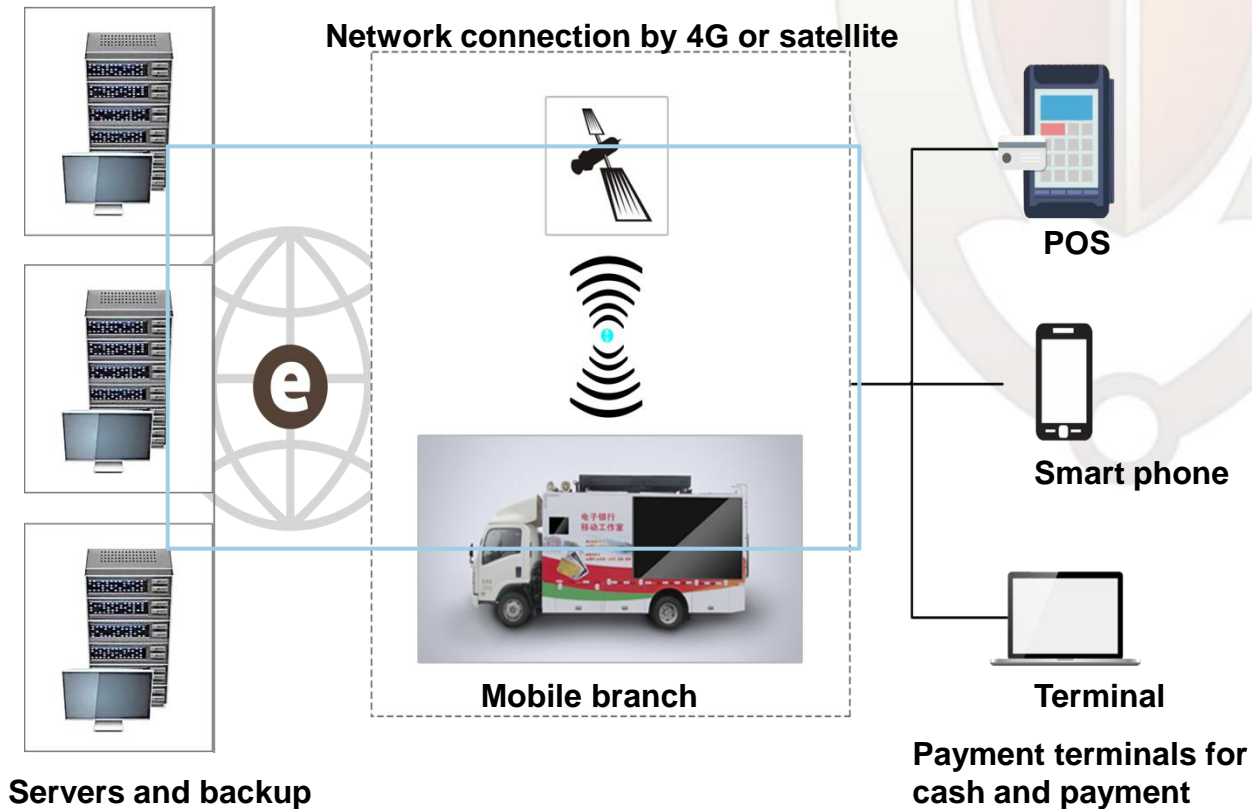 Network connection by 4G or satellite
POS
e
Smart phone
电子银行
移动工作室
Mobile branch
Terminal
Payment terminals for
cash and payment
Servers and backup